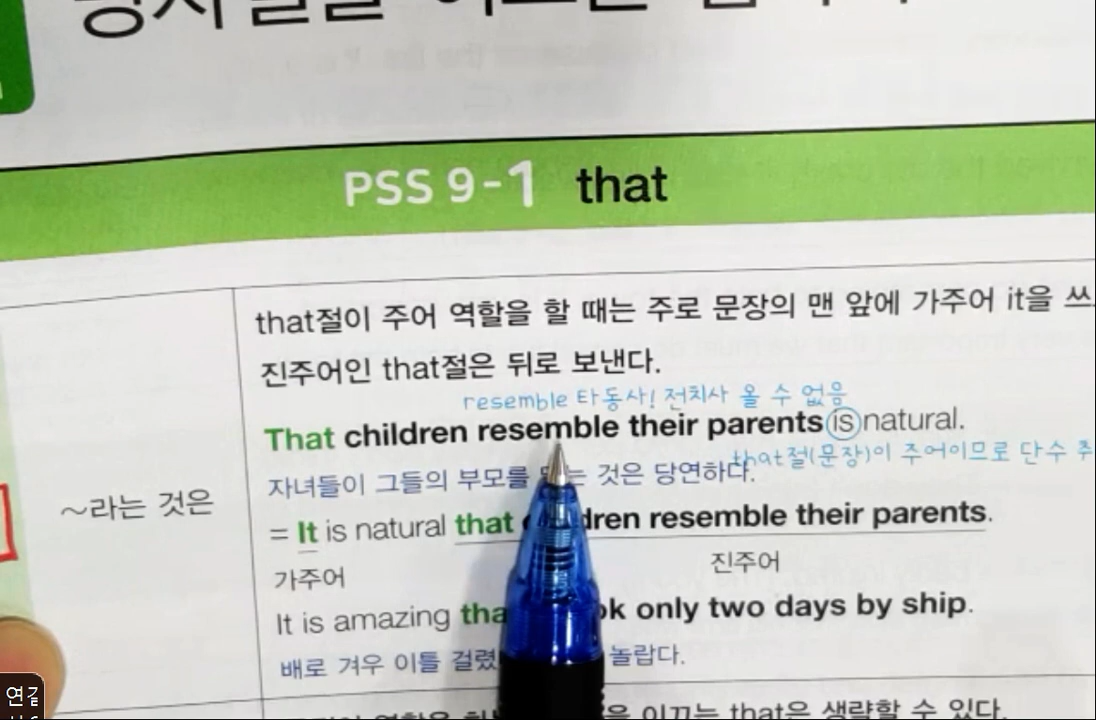 PSS 9-1 that
that절이 주어 역할을 할 때는 주로 문장의 맨 앞에 가주어 it을 쓰
진주어인 that절은 뒤로 보낸다.
resemble 타동사! 전치사 올 수 없음
That children resemble their parents is natural.
that절(문장)이 주어이므로 단수
자녀들이 그들의 부모를 것은 당연하다.
~라는 것은
= It is natural that resemble their parents.
가주어 진주어
It is amazing only two days by ship.
배로 겨우 이틀 놀랍다.
that은 생략할 수 있다.